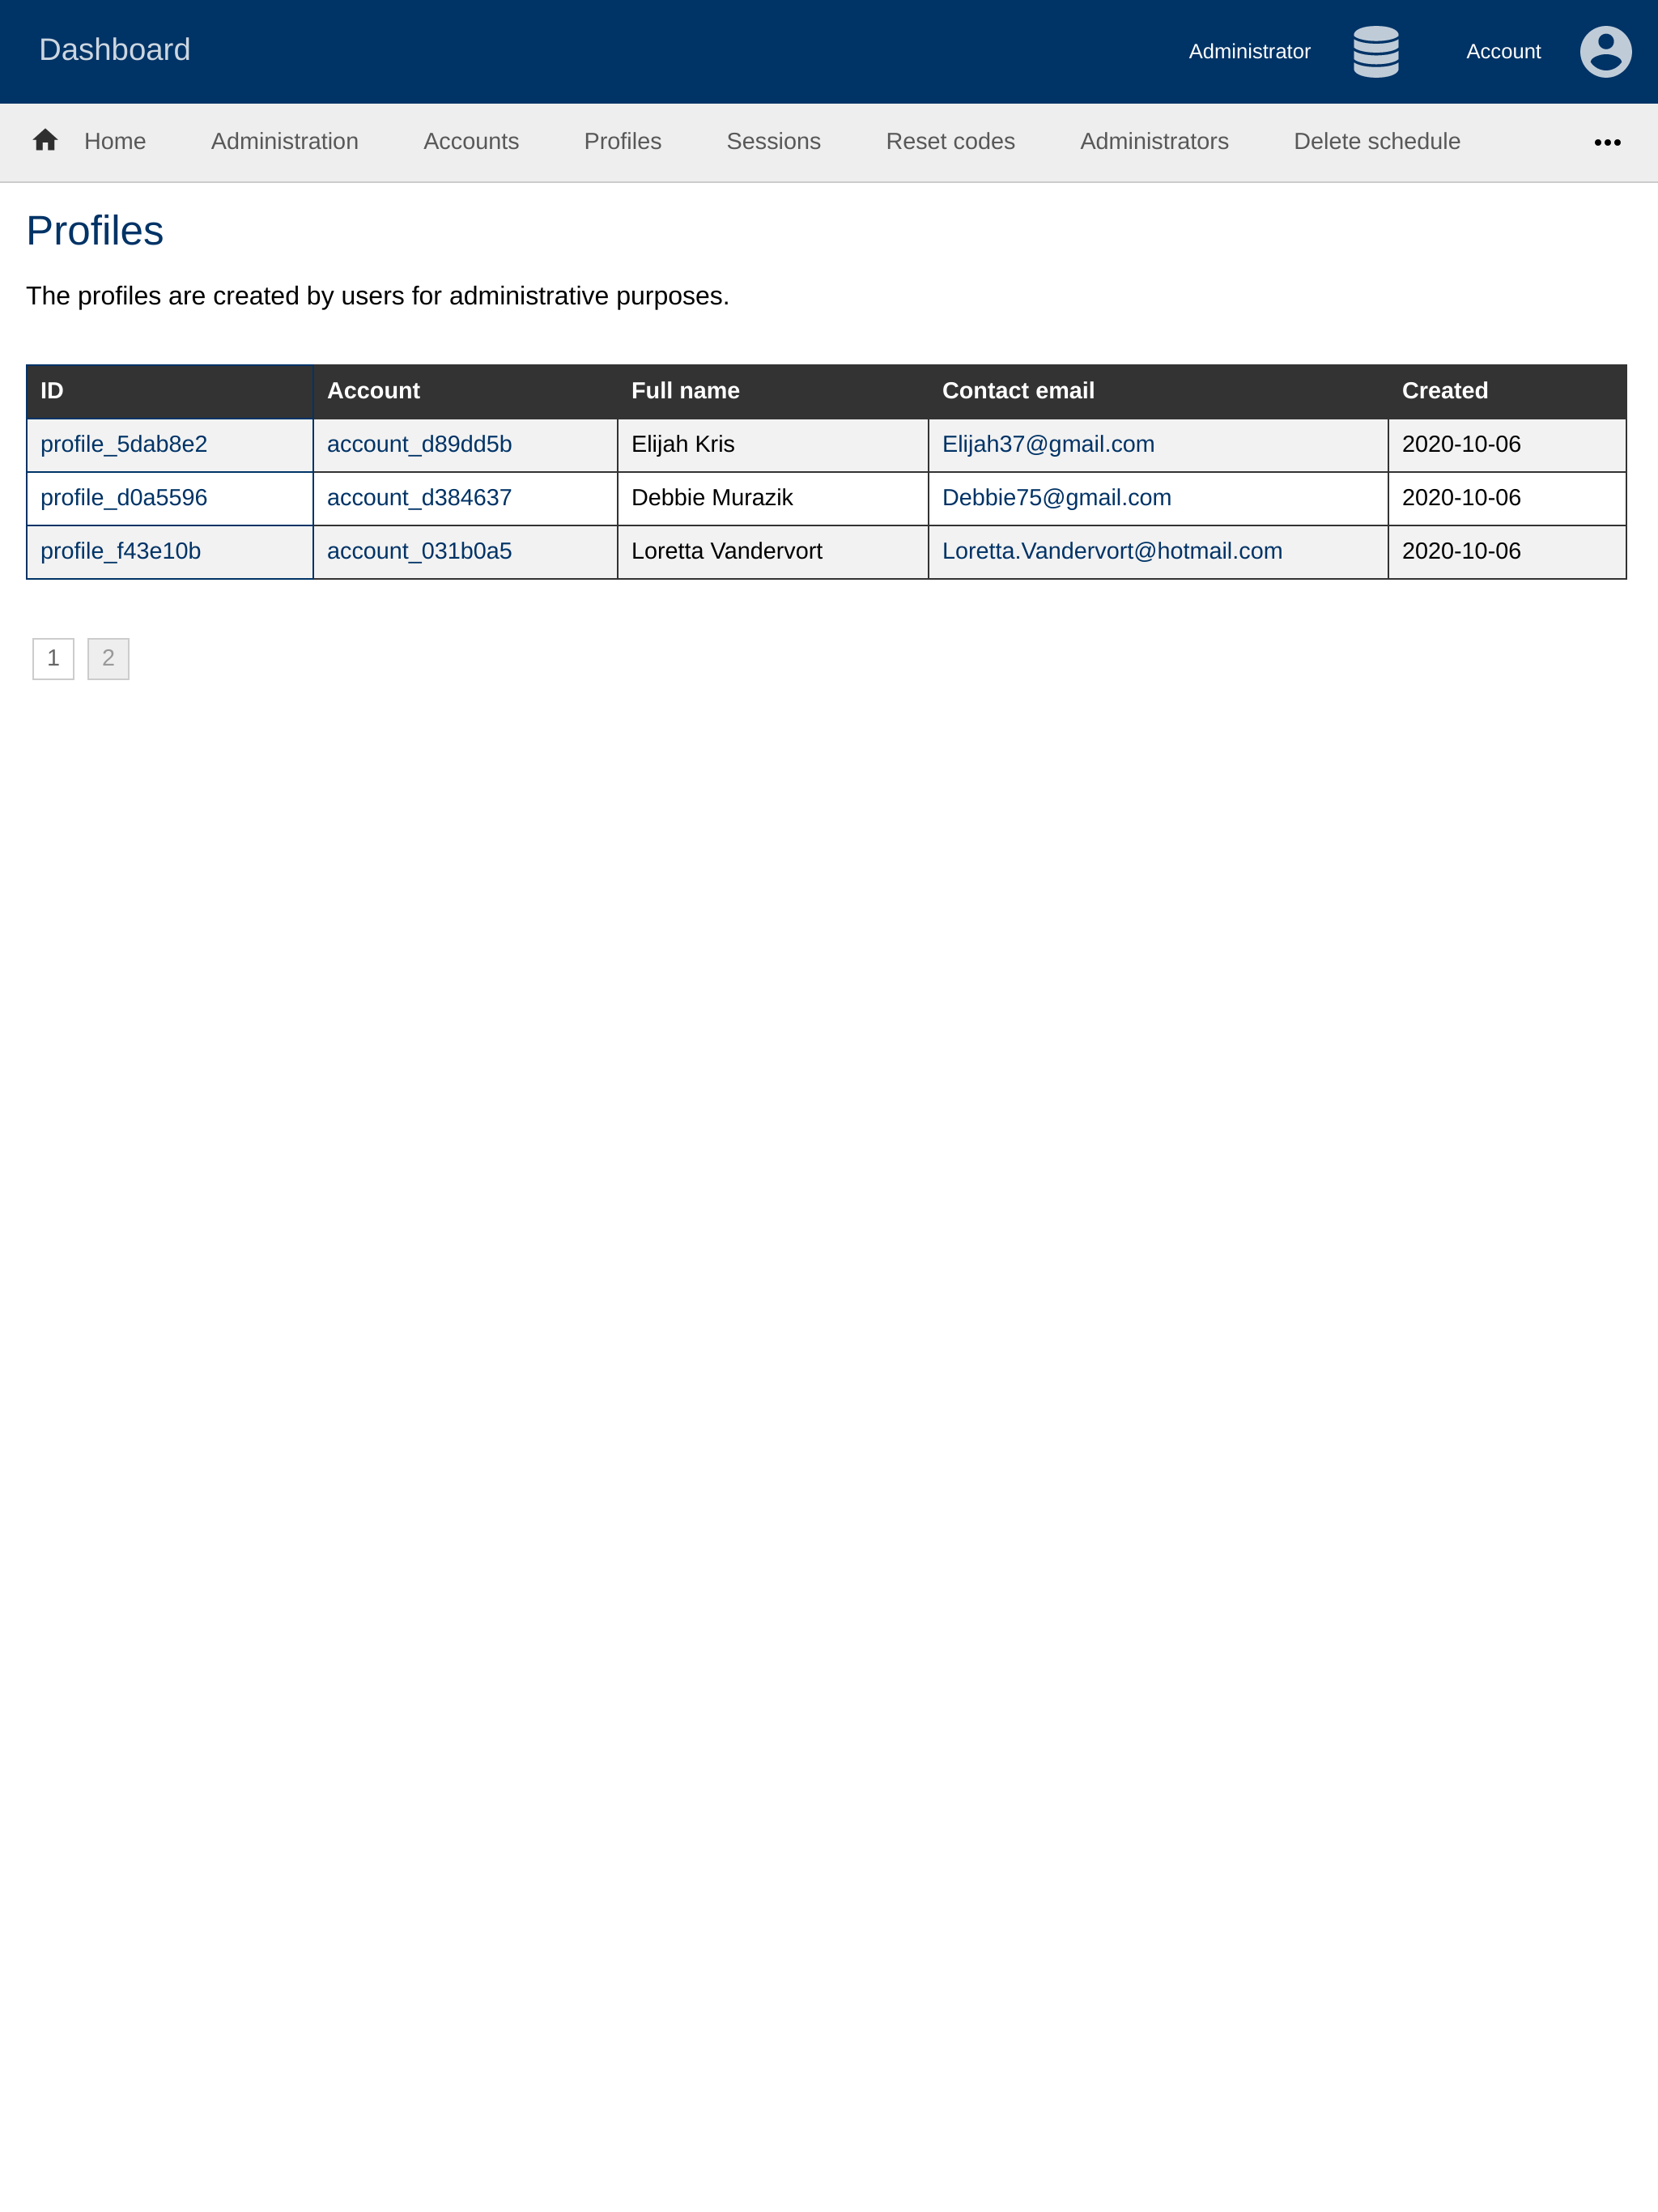 Dashboard Administrator Account
Home Administration Accounts Profiles Sessions Reset codes Administrators Delete schedule
Profiles
The profiles are created by users for administrative purposes.
ID Account Full name Contact email Created
profile_5dab8e2 account_d89dd5b Elijah Kris Elijah37@gmail.com 2020-10-06
profile_d0a5596 account_d384637 Debbie Murazik Debbie75@gmail.com 2020-10-06
profile_f43e10b account_031b0a5 Loretta Vandervort Loretta.Vandervort@hotmail.com 2020-10-06
1 2